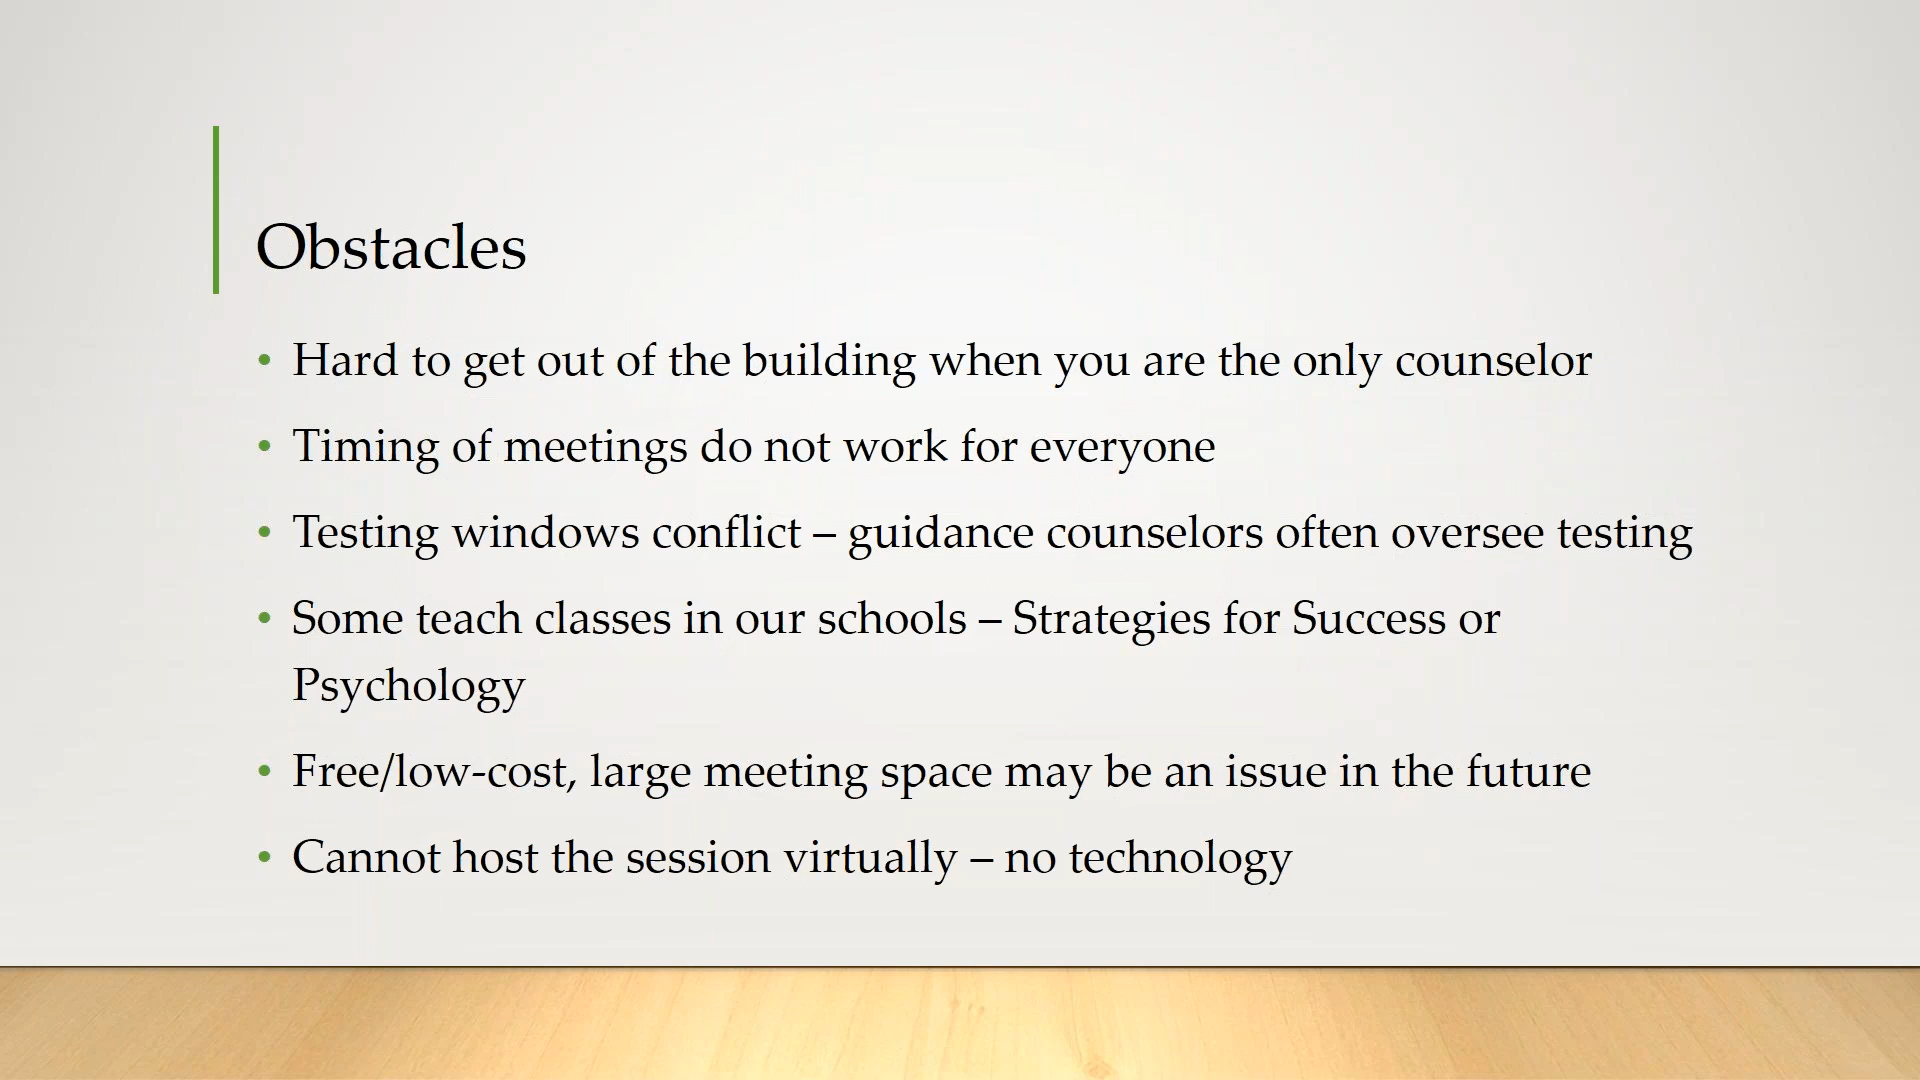 Obstacles
• Hard to get out of the building when you are the only counselor
• Timing of meetings do not work for everyone
• Testing windows conflict – guidance counselors often oversee testing
• Some teach classes in our schools – Strategies for Success or
Psychology
• Free/low-cost, large meeting space may be an issue in the future
• Cannot host the session virtually – no technology